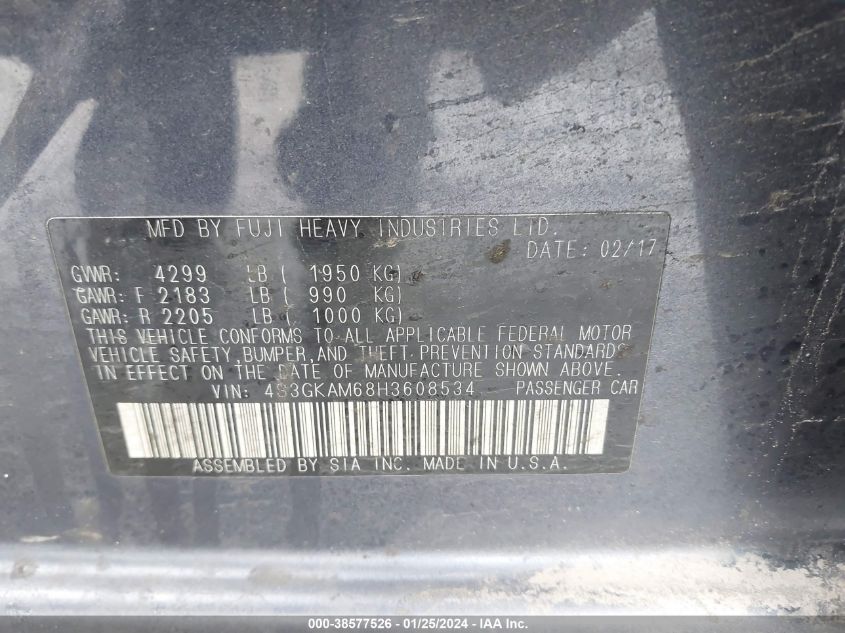 MFD BY FUJI HEAVY INDUSTRIES LTD.
DATE: 02/17
GVWR: 4299 LB ( 1950 KG)
GAWR: F 2183 LB ( 990 KG)
GAWR: R 2205 LB ( 1000 KG)
THIS VEHICLE CONFORMS TO ALL APPLICABLE FEDERAL MOTOR
VEHICLE SAFETY, BUMPER, AND THEFT PREVENTION STANDARDS
IN EFFECT ON THE DATE OF MANUFACTURE SHOWN ABOVE.
VIN: 4S3GKAM68H3608534 PASSENGER CAR
ASSEMBLED BY SIA INC. MADE IN U.S.A.
000-38577526 - 01/25/2024 - IAA Inc.